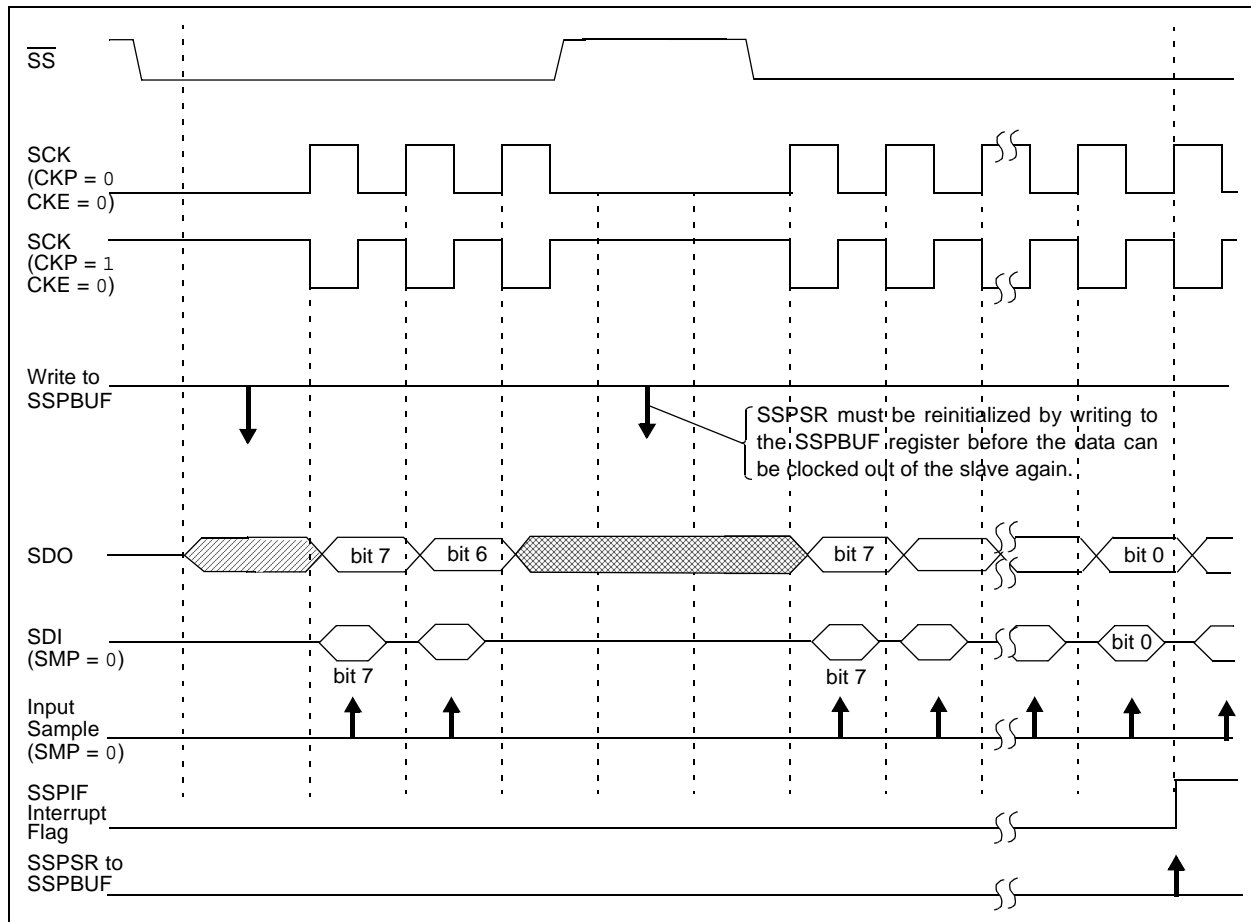 SS
SCK
(CKP = 0
CKE = 0)
SCK
(CKP = 1
CKE = 0)
Write to
SSPBUF
SSPSR must be reinitialized by writing to
the SSPBUF register before the data can
be clocked out of the slave again.
SDO
bit 7
bit 6
bit 7
bit 0
SDI
(SMP = 0)
bit 7
bit 7
bit 0
Input
Sample
(SMP = 0)
SSPIF
Interrupt
Flag
SSPSR to
SSPBUF